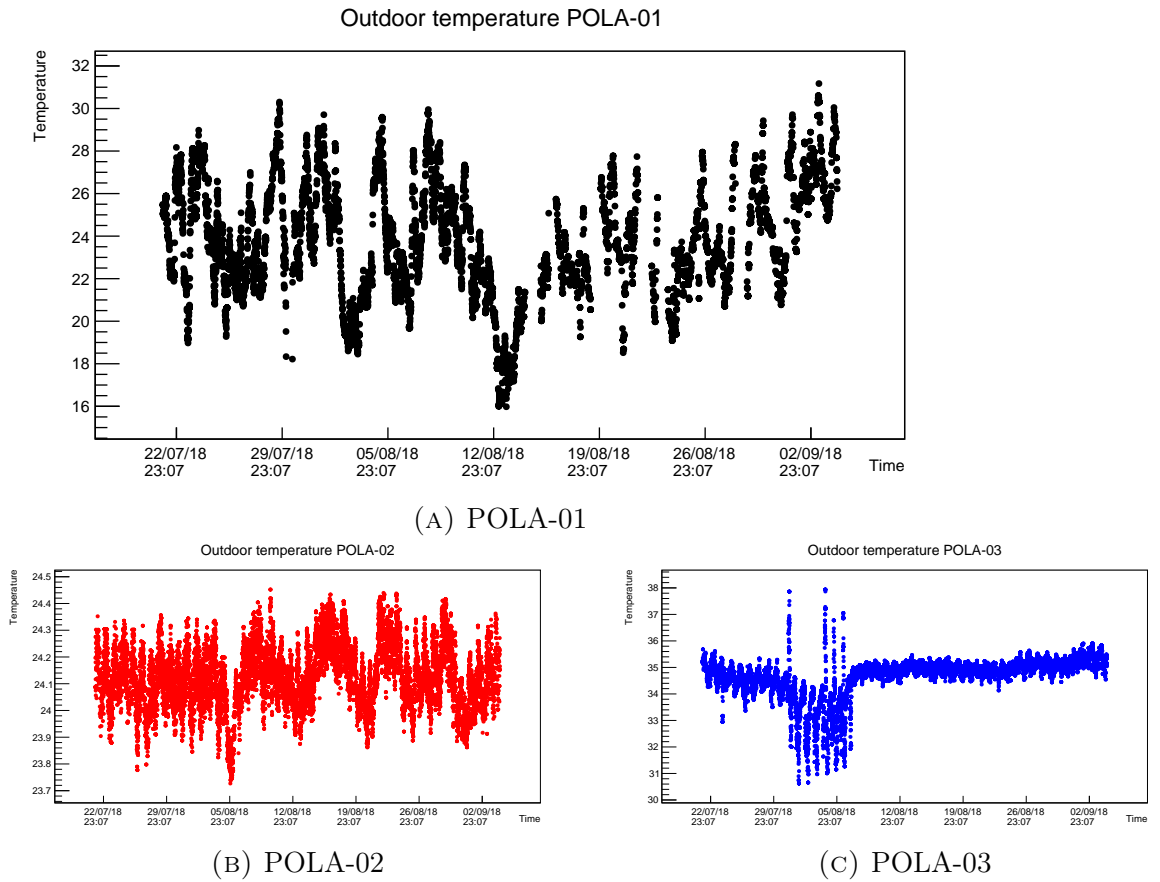 Outdoor temperature POLA-01
Temperature
32
30
28
26
24
22
20
18
16
22/07/18 29/07/18 05/08/18 12/08/18 19/08/18 26/08/18 02/09/18
23:07 23:07 23:07 23:07 23:07 23:07 23:07
Time
(A) POLA-01
Outdoor temperature POLA-02
Temperature
24.5
24.4
24.3
24.2
24.1
24
23.9
23.8
23.7
22/07/18 29/07/18 05/08/18 12/08/18 19/08/18 26/08/18 02/09/18
23:07 23:07 23:07 23:07 23:07 23:07 23:07
Time
(B) POLA-02
Outdoor temperature POLA-03
Temperature
38
37
36
35
34
33
32
31
30
22/07/18 29/07/18 05/08/18 12/08/18 19/08/18 26/08/18 02/09/18
23:07 23:07 23:07 23:07 23:07 23:07 23:07
Time
(C) POLA-03